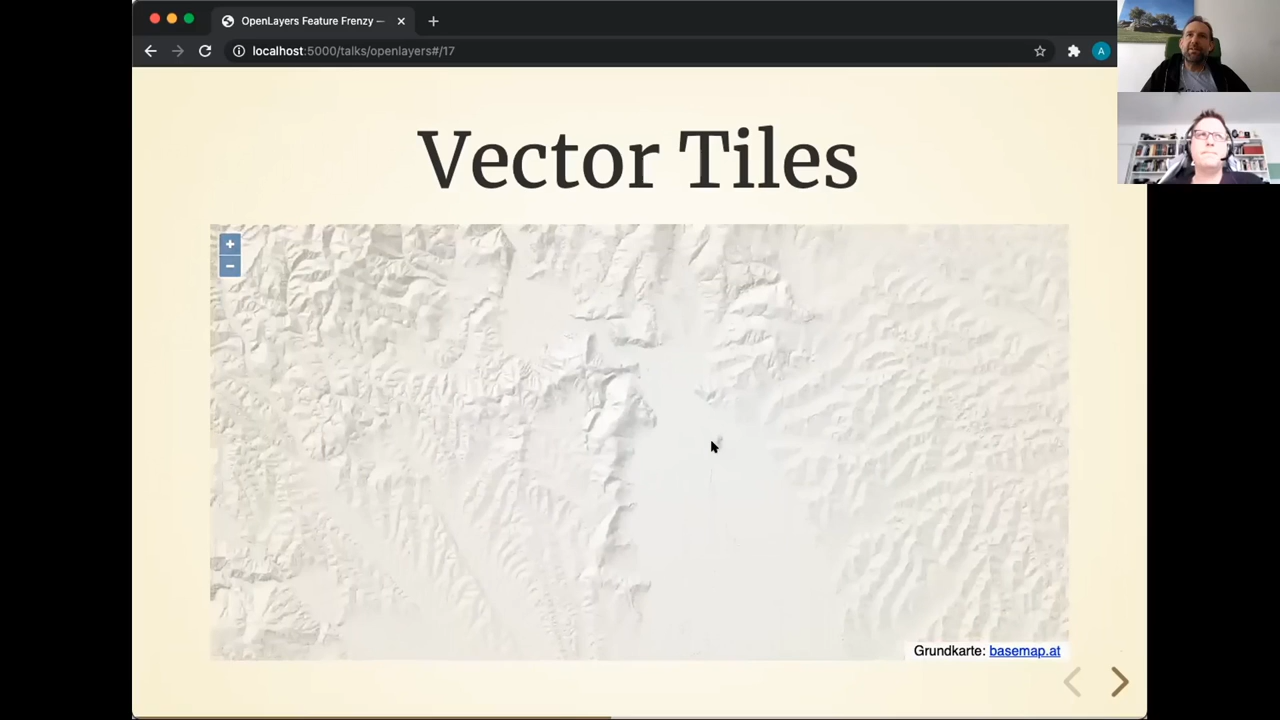 OpenLayers Feature Frenzy —
localhost:5000/talks/openlayers#/17
A
Vector Tiles
+
−
Grundkarte: basemap.at